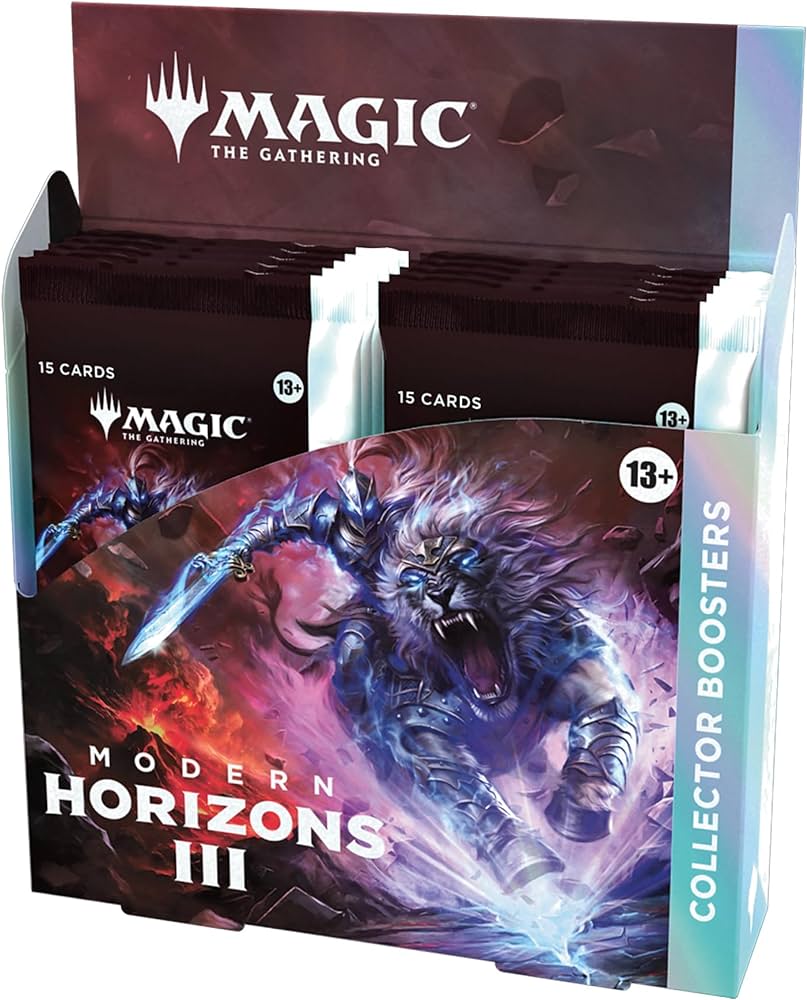 MAGIC
THE GATHERING
15 CARDS
13+
MAGIC
THE GATHERING
15 CARDS
13+
13+
MODERN
HORIZONS
III
COLLECTOR BOOSTERS